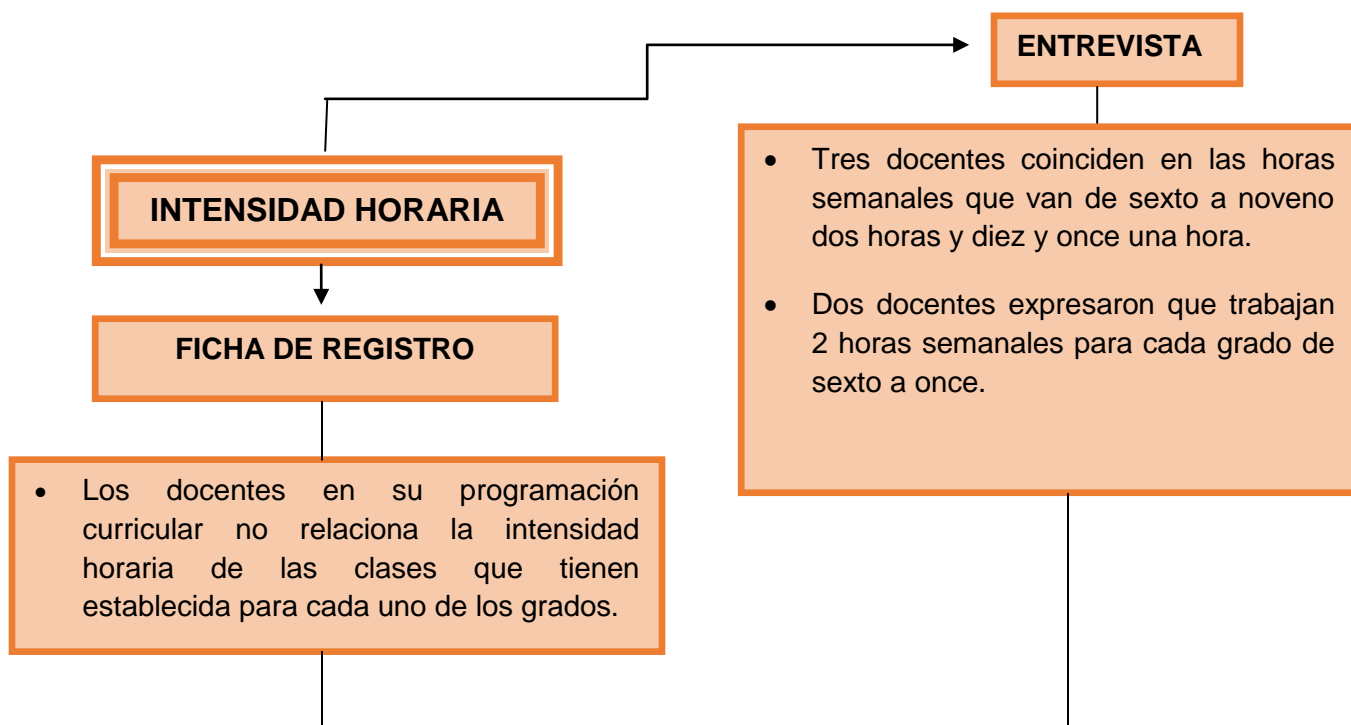 ENTREVISTA
• Tres docentes coinciden en las horas
semanales que van de sexto a noveno
dos horas y diez y once una hora.
• Dos docentes expresaron que trabajan
2 horas semanales para cada grado de
sexto a once.
INTENSIDAD HORARIA
FICHA DE REGISTRO
• Los docentes en su programación
curricular no relaciona la intensidad
horaria de las clases que tienen
establecida para cada uno de los grados.